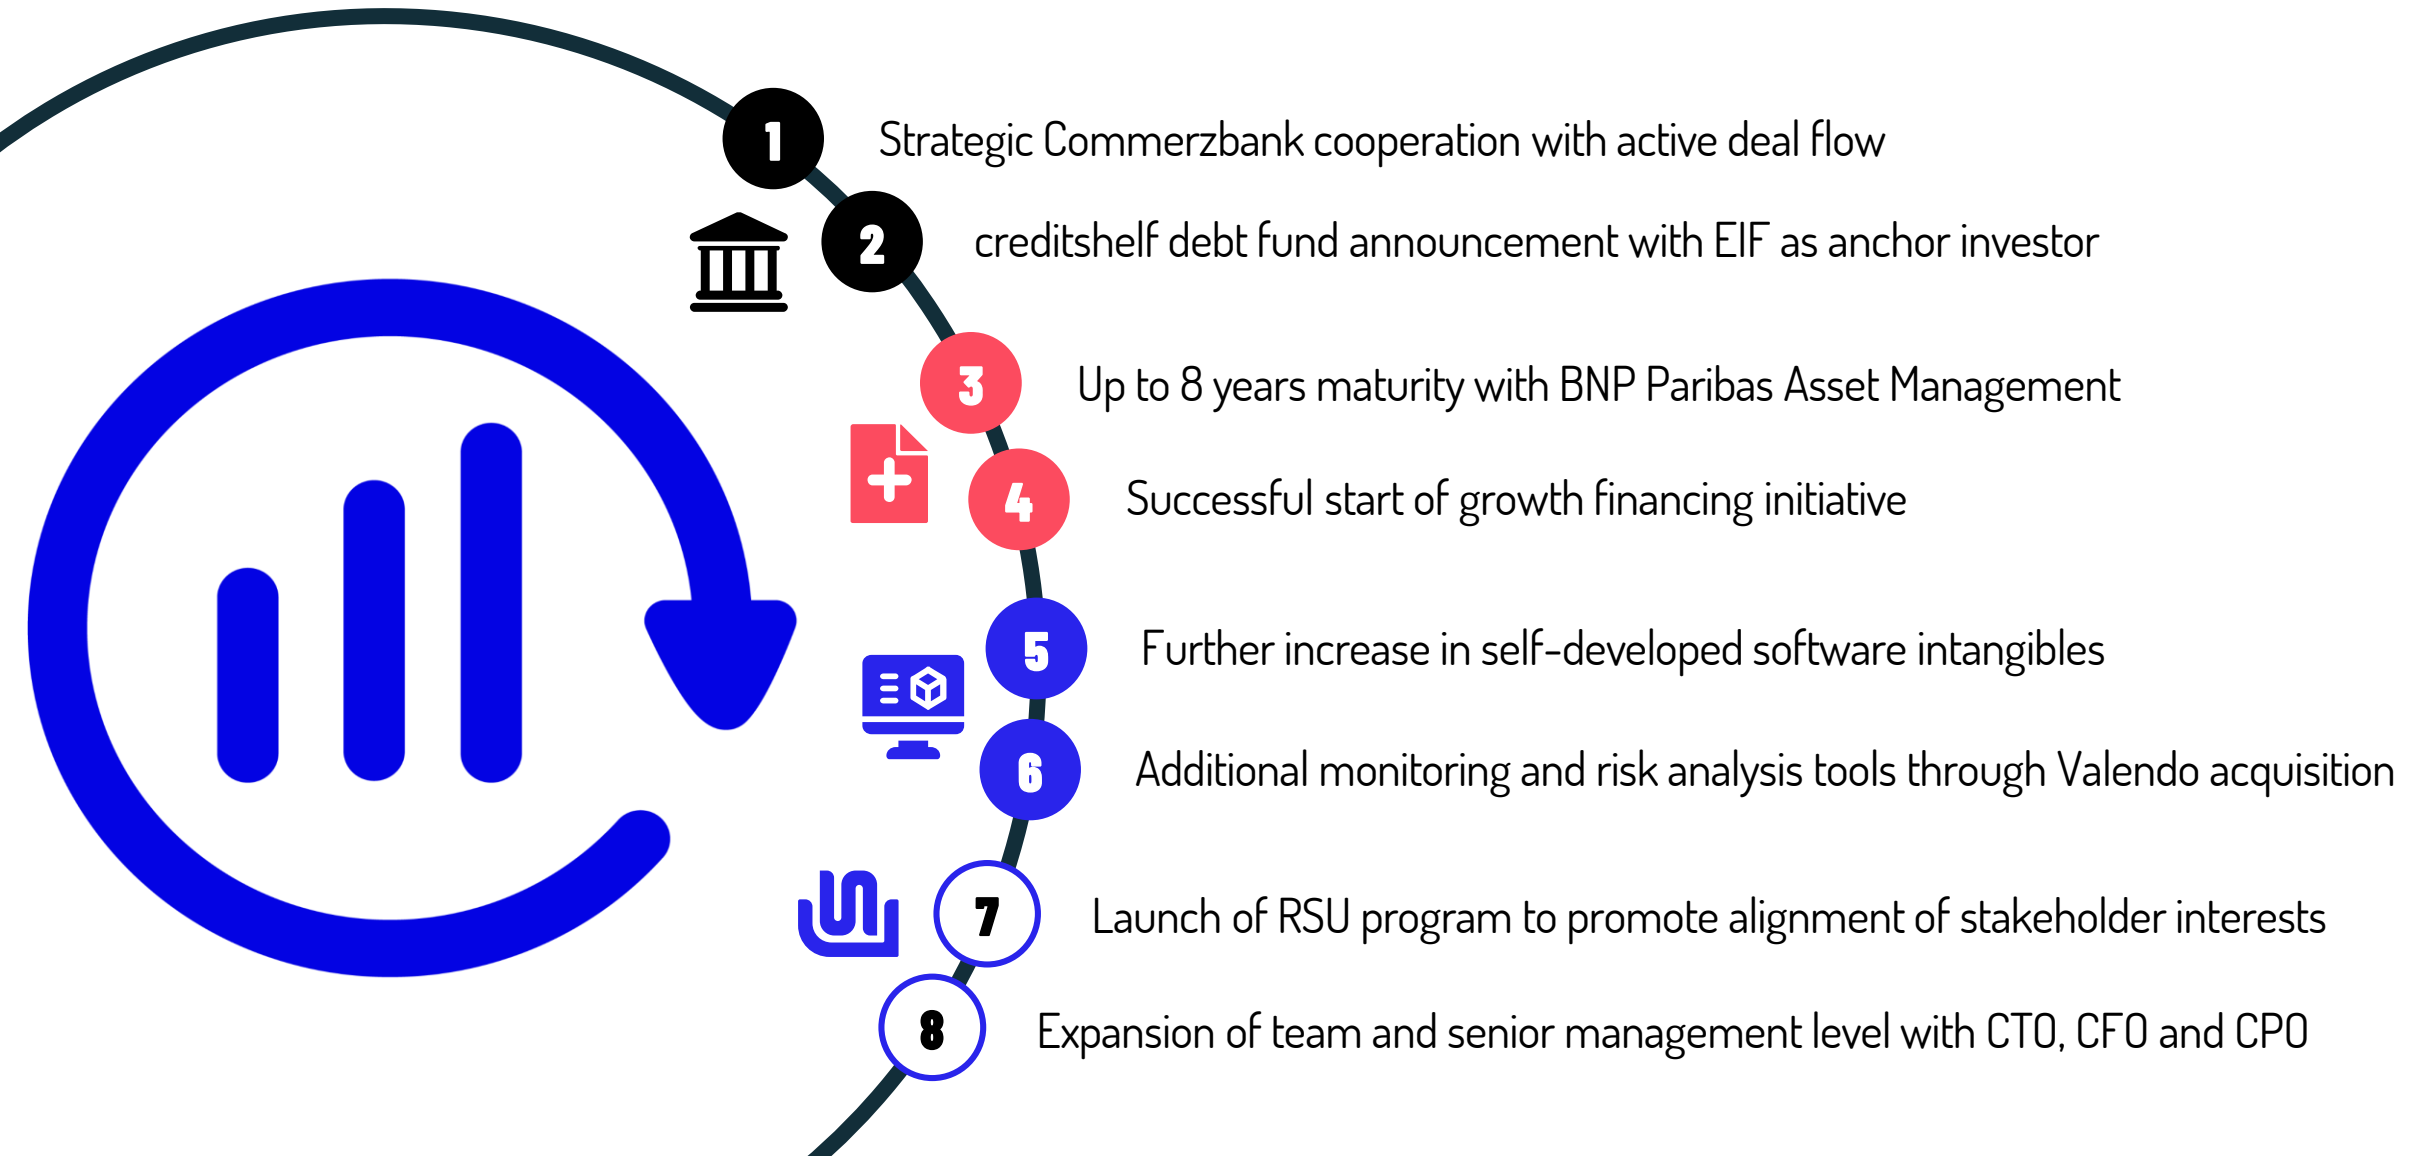 1 Strategic Commerzbank cooperation with active deal flow
2 creditshelf debt fund announcement with EIF as anchor investor
3 Up to 8 years maturity with BNP Paribas Asset Management
4 Successful start of growth financing initiative
5 Further increase in self-developed software intangibles
6 Additional monitoring and risk analysis tools through Valendo acquisition
7 Launch of RSU program to promote alignment of stakeholder interests
8 Expansion of team and senior management level with CTO, CFO and CPO